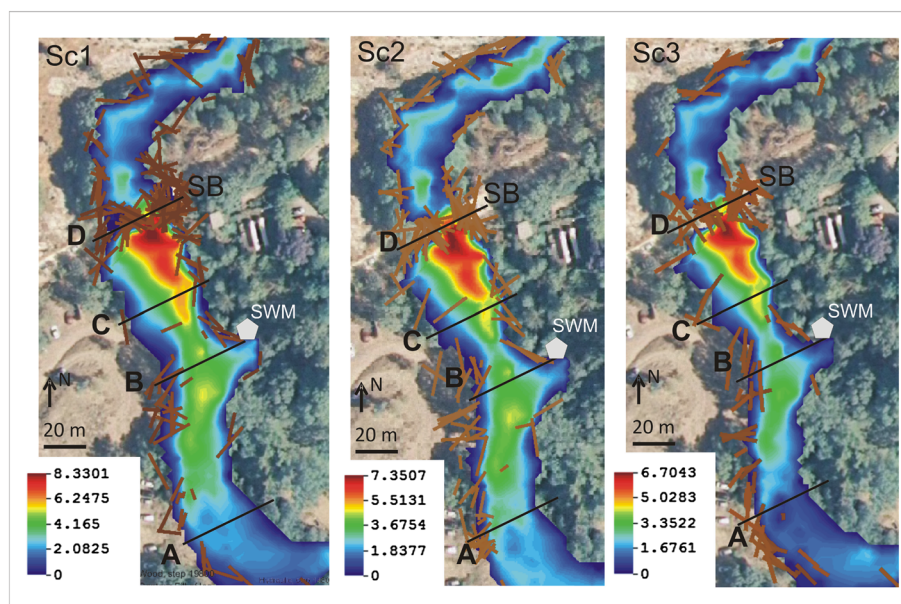 Sc1
SB
D
C
SWM
B
N
20 m
8.3301
6.2475
4.165
2.0825
0
A
Sc2
SB
D
C
SWM
B
N
20 m
7.3507
5.5131
3.6754
1.8377
0
A
Sc3
SB
D
C
SWM
B
N
20 m
6.7043
5.0283
3.3522
1.6761
0
A